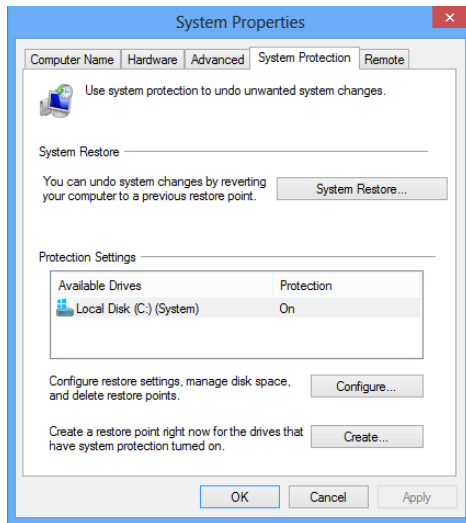 System Properties
Computer Name Hardware Advanced System Protection Remote
Use system protection to undo unwanted system changes.
System Restore
You can undo system changes by reverting
your computer to a previous restore point.
System Restore...
Protection Settings
Available Drives Protection
Local Disk (C:) (System) On
Configure restore settings, manage disk space,
and delete restore points.
Configure...
Create a restore point right now for the drives that
have system protection turned on.
Create...
OK Cancel Apply